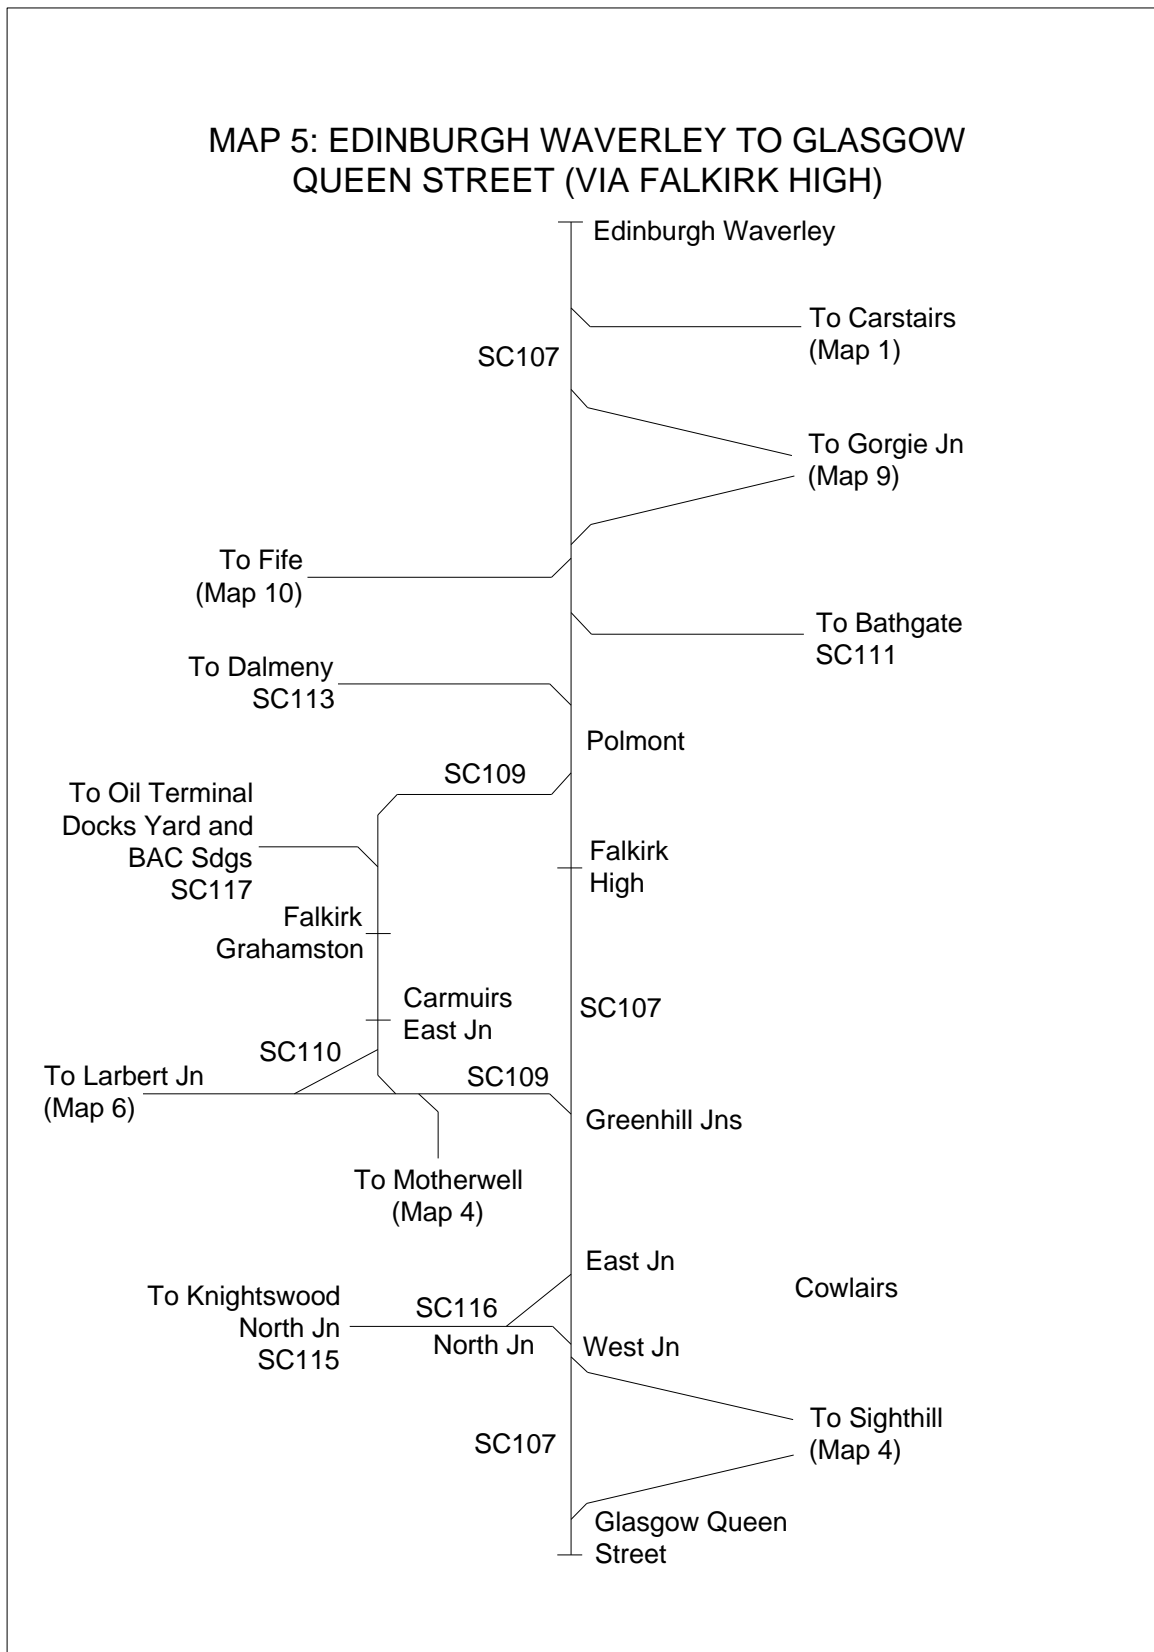 MAP 5: EDINBURGH WAVERLEY TO GLASGOW
QUEEN STREET (VIA FALKIRK HIGH)
Edinburgh Waverley
To Carstairs
(Map 1)
SC107
To Gorgie Jn
(Map 9)
To Fife
(Map 10)
To Bathgate
SC111
To Dalmeny
SC113
Polmont
SC109
To Oil Terminal
Docks Yard and
BAC Sdgs
SC117
Falkirk
High
Falkirk
Grahamston
Carmuirs
East Jn
SC107
SC110
To Larbert Jn
(Map 6)
SC109
Greenhill Jns
To Motherwell
(Map 4)
East Jn
Cowlairs
To Knightswood
North Jn
SC115
SC116
North Jn
West Jn
To Sighthill
(Map 4)
SC107
Glasgow Queen
Street